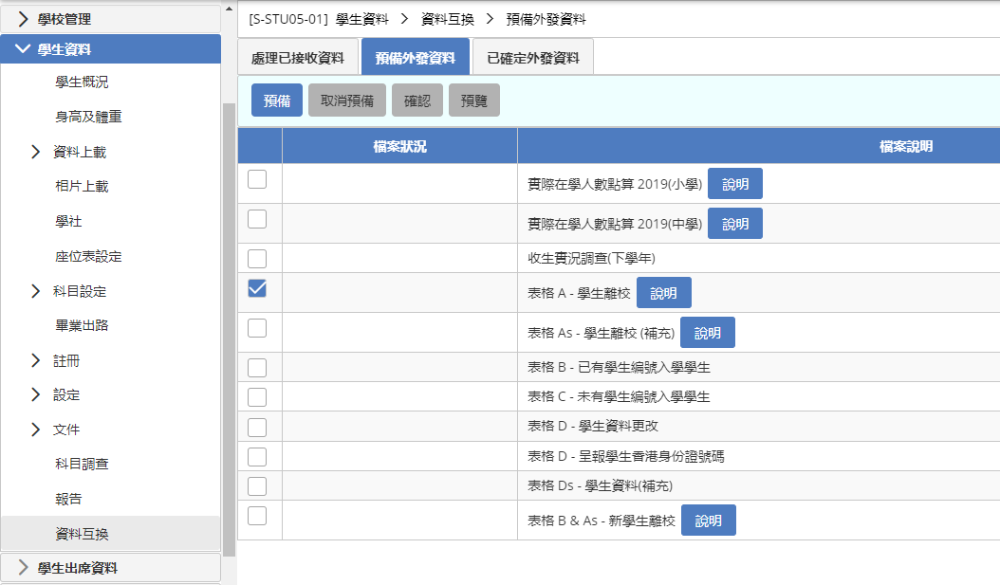 學校管理
學生資料
學生概況
身高及體重
資料上載
相片上載
學社
座位表設定
科目設定
畢業出路
註冊
設定
文件
科目調查
報告
資料互換
學生出席資料
[S-STU05-01] 學生資料 > 資料互換 > 預備外發資料
處理已接收資料 預備外發資料 已確定外發資料
預備 取消預備 確認 預覽
檔案狀況 檔案說明
實際在學人數點算 2019(小學) 說明
實際在學人數點算 2019(中學) 說明
收生實況調查(下學年)
表格 A - 學生離校 說明
表格 As - 學生離校 (補充) 說明
表格 B - 已有學生編號入學學生
表格 C - 未有學生編號入學學生
表格 D - 學生資料更改
表格 D - 呈報學生香港身份證號碼
表格 Ds - 學生資料(補充)
表格 B & As - 新學生離校 說明